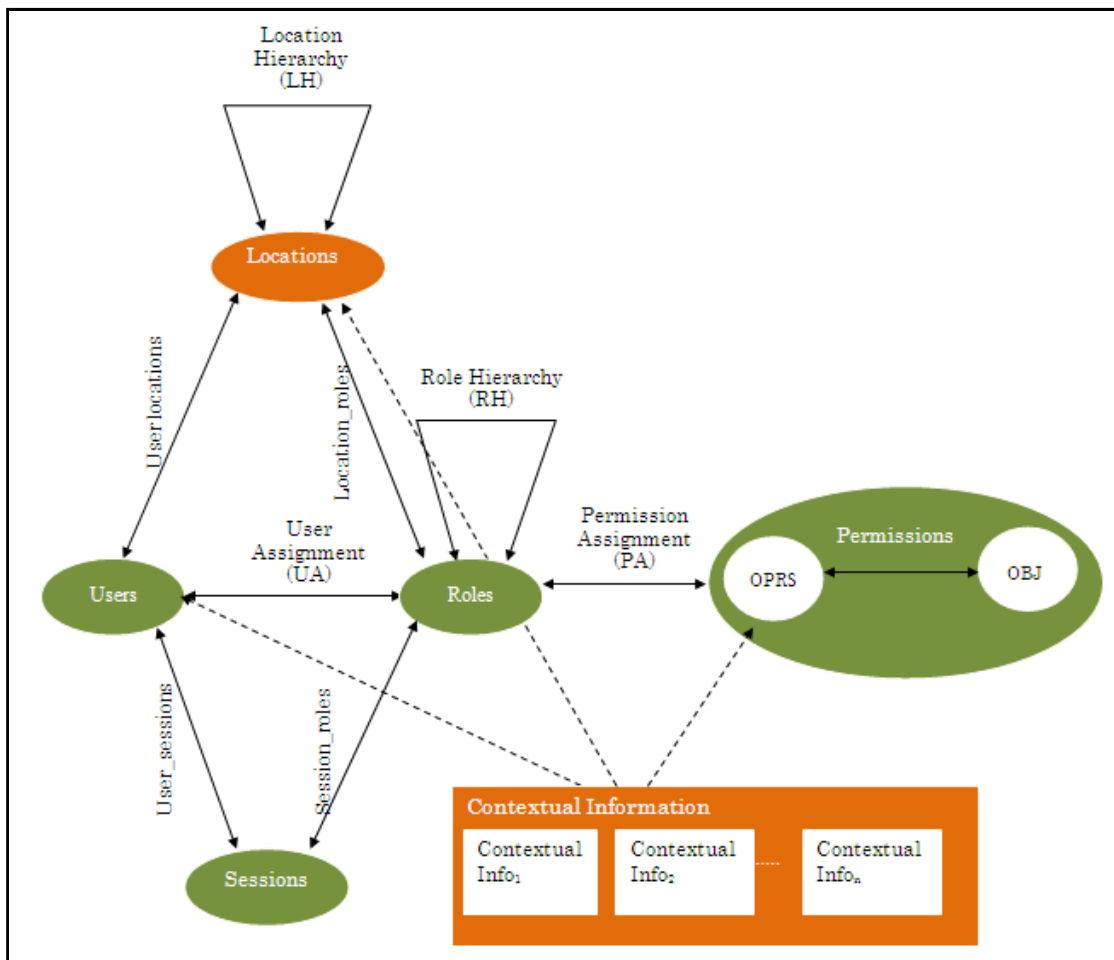 Location
Hierarchy
(LH)
Locations
User locations
Location_roles
Role Hierarchy
(RH)
User
Assignment
(UA)
Permission
Assignment
(PA)
Permissions
OPRS
OBJ
Users
Roles
User_sessions
Session_roles
Sessions
Contextual Information
Contextual
Info₁
Contextual
Info₂
......
Contextual
Infoₙ